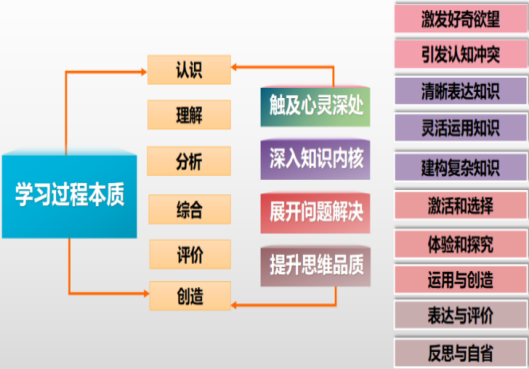 学习过程本质
认识
理解
分析
综合
评价
创造
触及心灵深处
深入知识内核
展开问题解决
提升思维品质
激发好奇欲望
引发认知冲突
清晰表达知识
灵活运用知识
建构复杂知识
激活和选择
体验和探究
运用与创造
表达与评价
反思与自省